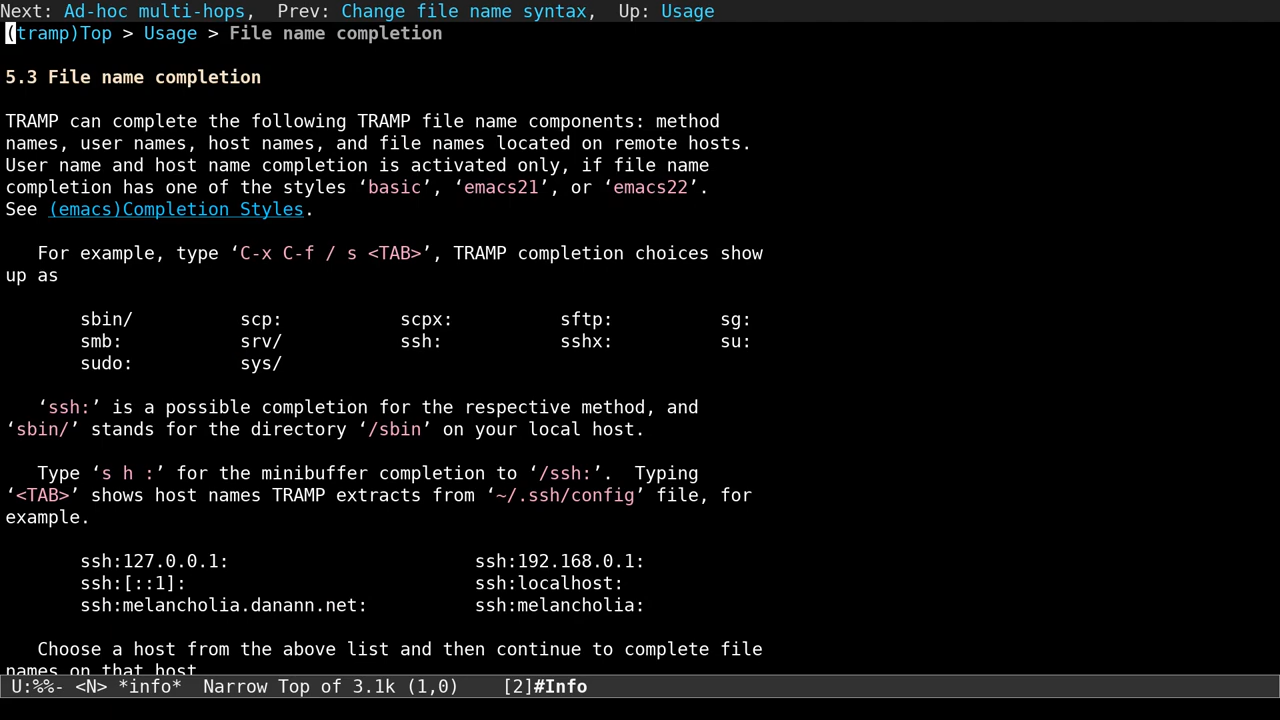 Next: Ad-hoc multi-hops,  Prev: Change file name syntax,  Up: Usage
(tramp)Top > Usage > File name completion
5.3 File name completion
TRAMP can complete the following TRAMP file name components: method
names, user names, host names, and file names located on remote hosts.
User name and host name completion is activated only, if file name
completion has one of the styles ‘basic’, ‘emacs21’, or ‘emacs22’.
See (emacs)Completion Styles.
For example, type ‘C-x C-f / s <TAB>’, TRAMP completion choices show
up as
sbin/          scp:           scpx:          sftp:          sg:
smb:           srv/           ssh:           sshx:          su:
sudo:          sys/
‘ssh:’ is a possible completion for the respective method, and
‘sbin/’ stands for the directory ‘/sbin’ on your local host.
Type ‘s h :’ for the minibuffer completion to ‘/ssh:’.  Typing
‘<TAB>’ shows host names TRAMP extracts from ‘~/.ssh/config’ file, for
example.
ssh:127.0.0.1:                       ssh:192.168.0.1:
ssh:[::1]:                           ssh:localhost:
ssh:melancholia.danann.net:          ssh:melancholia:
Choose a host from the above list and then continue to complete file
names on that host
U:%%- <N> *info*  Narrow Top of 3.1k (1,0)    [2]#Info